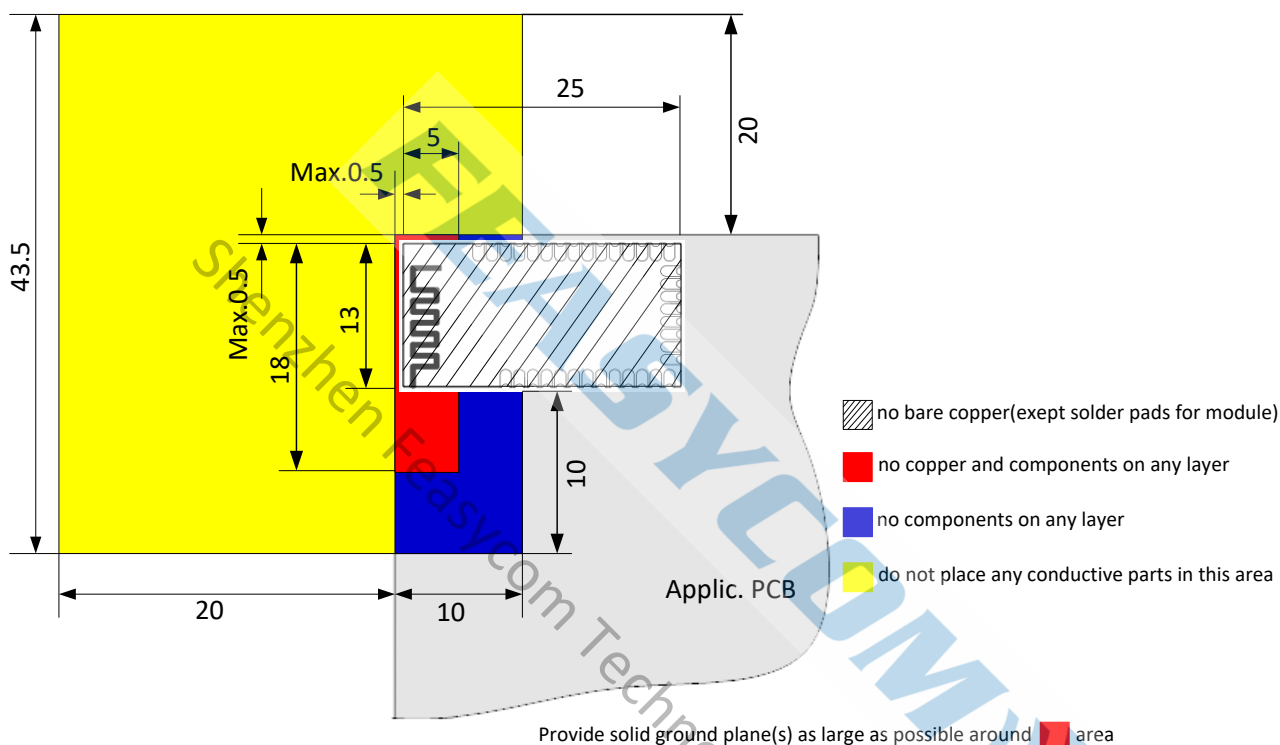 25
20
5
Max.0.5
43.5
Max.0.5
13
18
10
20
10
Applic. PCB
no bare copper(exept solder pads for module)
no copper and components on any layer
no components on any layer
do not place any conductive parts in this area
Provide solid ground plane(s) as large as possible around area
FEASYCOM
Shenzhen Feasycom Techno